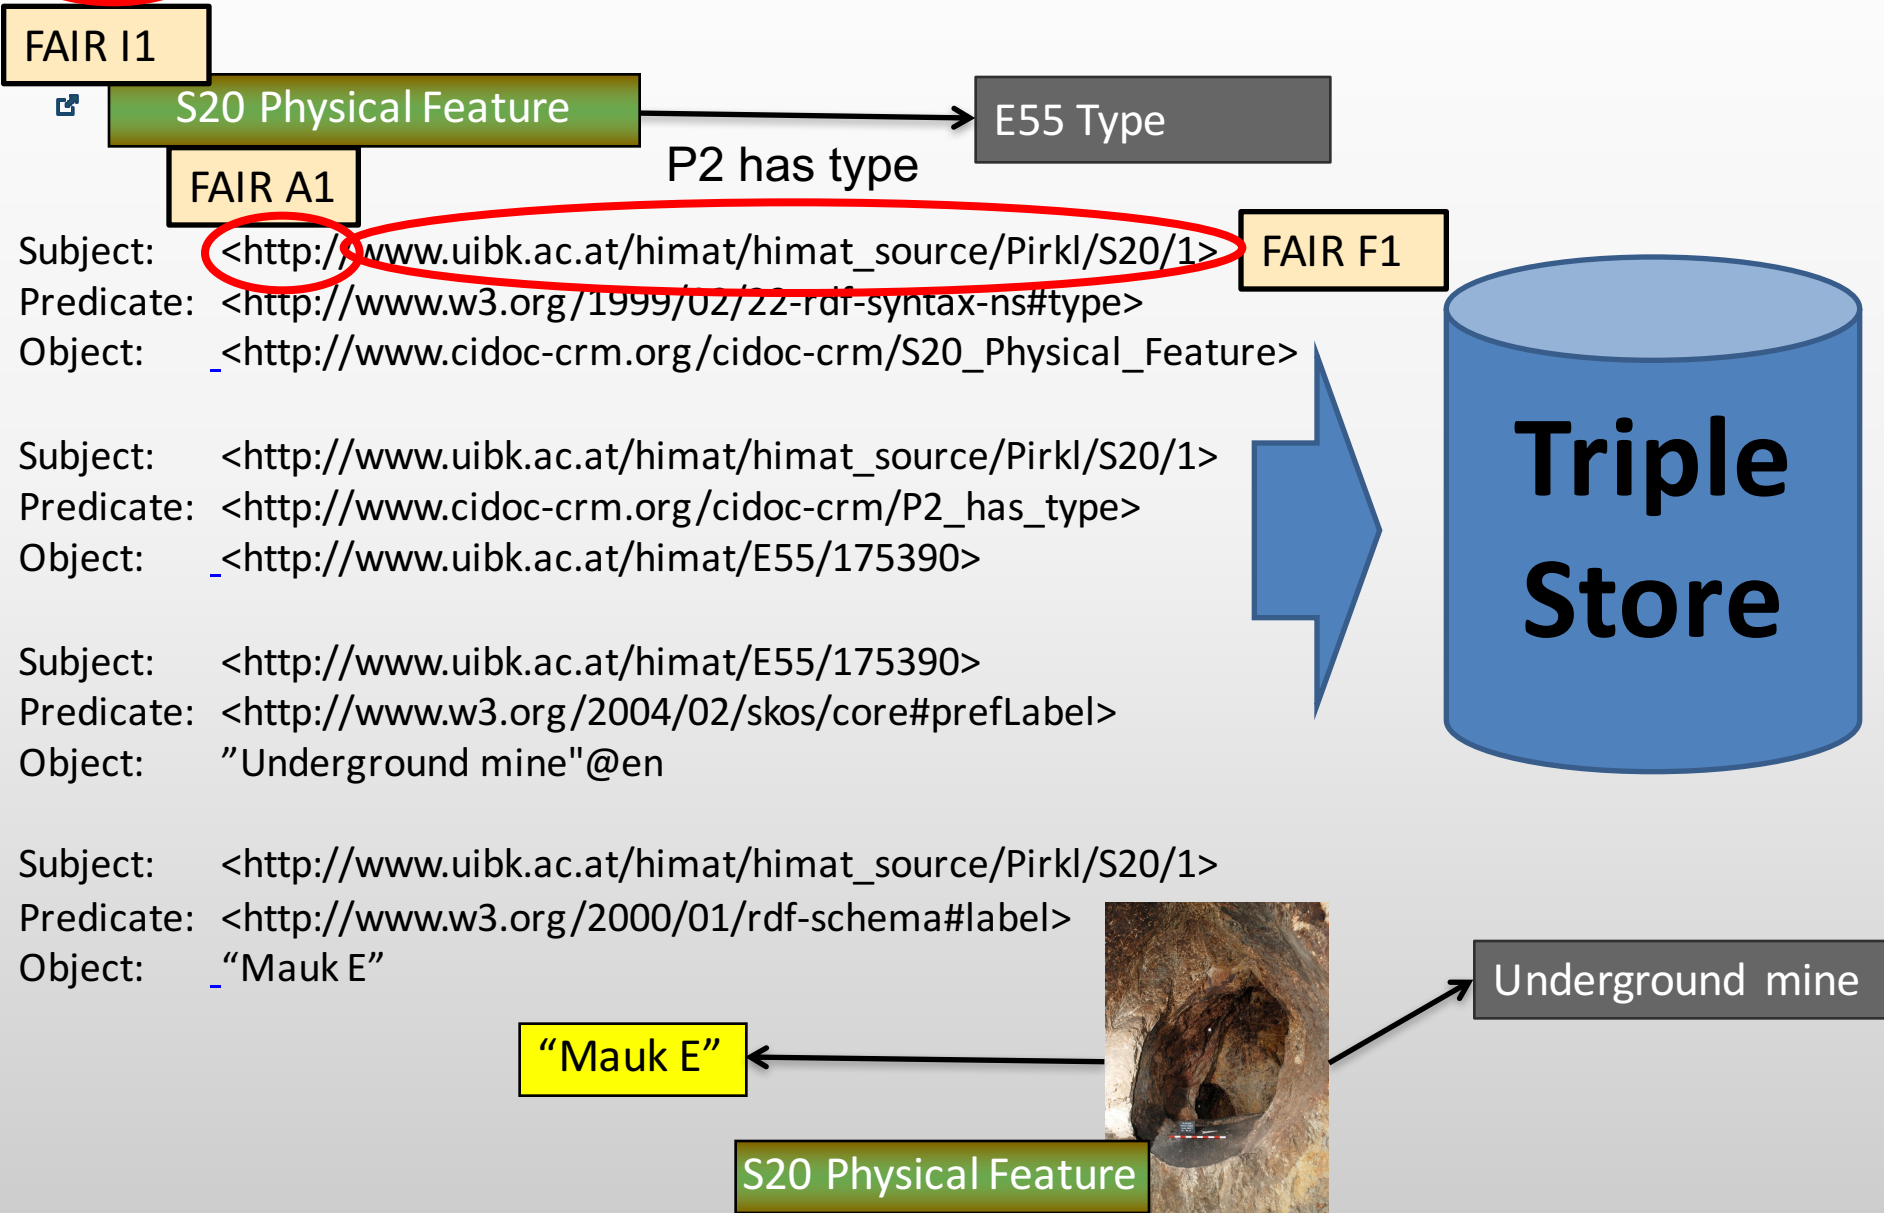 FAIR I1
S20 Physical Feature
E55 Type
P2 has type
FAIR A1
Subject: <http://www.uibk.ac.at/himat/himat_source/Pirkl/S20/1>
FAIR F1
Predicate: <http://www.w3.org/1999/02/22-rdf-syntax-ns#type>
Object: <http://www.cidoc-crm.org/cidoc-crm/S20_Physical_Feature>
Subject: <http://www.uibk.ac.at/himat/himat_source/Pirkl/S20/1>
Predicate: <http://www.cidoc-crm.org/cidoc-crm/P2_has_type>
Object: <http://www.uibk.ac.at/himat/E55/175390>
Subject: <http://www.uibk.ac.at/himat/E55/175390>
Predicate: <http://www.w3.org/2004/02/skos/core#prefLabel>
Object: ”Underground mine"@en
Subject: <http://www.uibk.ac.at/himat/himat_source/Pirkl/S20/1>
Predicate: <http://www.w3.org/2000/01/rdf-schema#label>
Object: “Mauk E”
Triple
Store
Underground mine
“Mauk E”
S20 Physical Feature